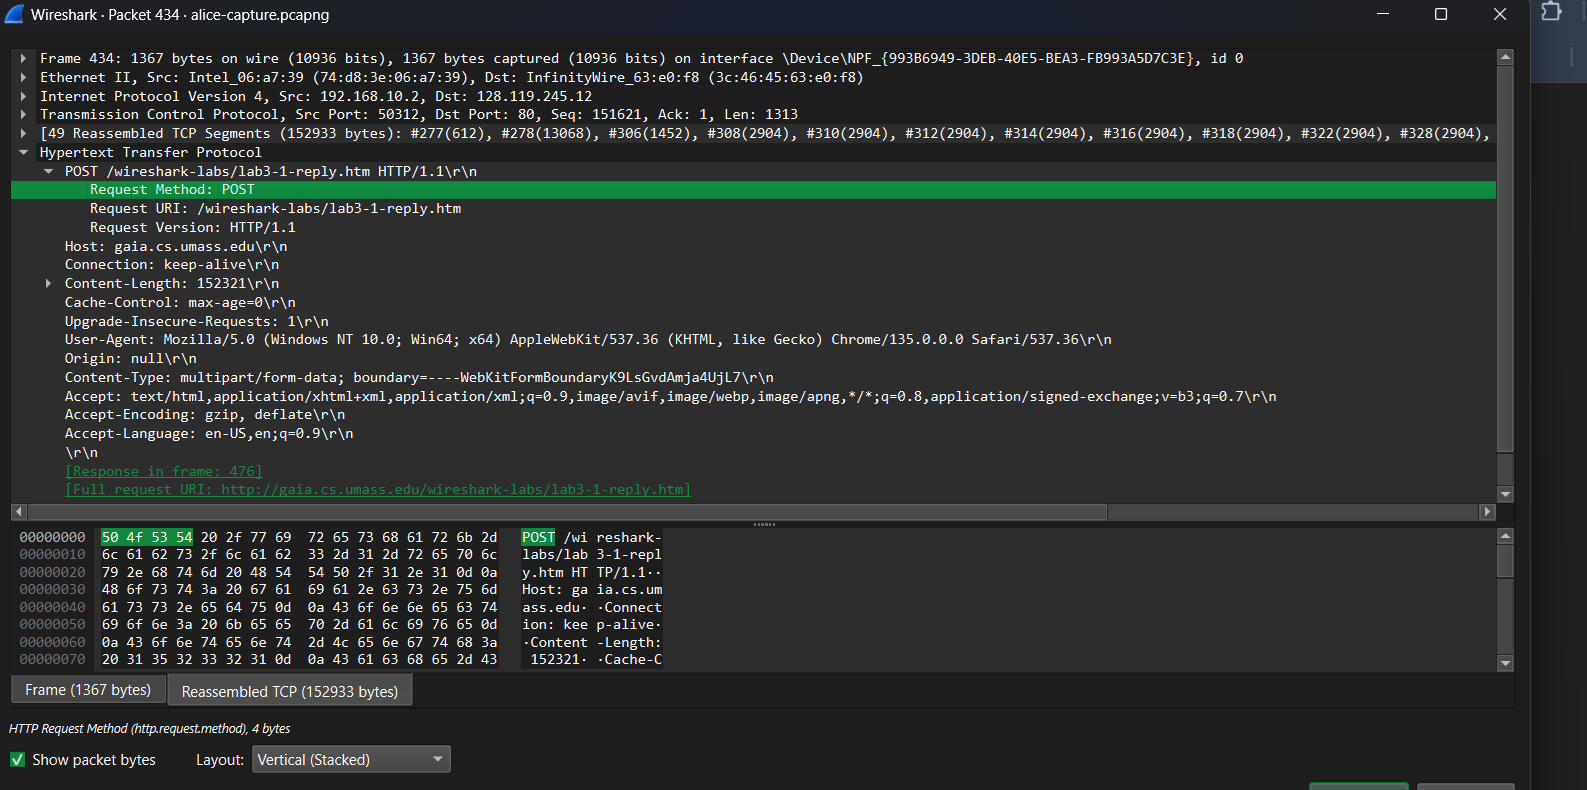 Wireshark · Packet 434 · alice-capture.pcapng
Frame 434: 1367 bytes on wire (10936 bits), 1367 bytes captured (10936 bits) on interface \Device\NPF_{993B6949-3DEB-40E5-BEA3-FB993A5D7C3E}, id 0
Ethernet II, Src: Intel_06:a7:39 (74:d8:3e:06:a7:39), Dst: InfinityWire_63:e0:f8 (3c:46:45:63:e0:f8)
Internet Protocol Version 4, Src: 192.168.10.2, Dst: 128.119.245.12
Transmission Control Protocol, Src Port: 50312, Dst Port: 80, Seq: 151621, Ack: 1, Len: 1313
[49 Reassembled TCP Segments (152933 bytes): #277(612), #278(13068), #306(1452), #308(2904), #310(2904), #312(2904), #314(2904), #316(2904), #318(2904), #322(2904), #328(2904),
Hypertext Transfer Protocol
POST /wireshark-labs/lab3-1-reply.htm HTTP/1.1\r\n
Request Method: POST
Request URI: /wireshark-labs/lab3-1-reply.htm
Request Version: HTTP/1.1
Host: gaia.cs.umass.edu\r\n
Connection: keep-alive\r\n
Content-Length: 152321\r\n
Cache-Control: max-age=0\r\n
Upgrade-Insecure-Requests: 1\r\n
User-Agent: Mozilla/5.0 (Windows NT 10.0; Win64; x64) AppleWebKit/537.36 (KHTML, like Gecko) Chrome/135.0.0.0 Safari/537.36\r\n
Origin: null\r\n
Content-Type: multipart/form-data; boundary=----WebKitFormBoundaryK9LsGvdAmja4UjL7\r\n
Accept: text/html,application/xhtml+xml,application/xml;q=0.9,image/avif,image/webp,image/apng,*/*;q=0.8,application/signed-exchange;v=b3;q=0.7\r\n
Accept-Encoding: gzip, deflate\r\n
Accept-Language: en-US,en;q=0.9\r\n
\r\n
[Response in frame: 476]
[Full request URI: http://gaia.cs.umass.edu/wireshark-labs/lab3-1-reply.htm]
00000000 50 4f 53 54 20 2f 77 69 72 65 73 68 61 72 6b 2d POST /wi reshark-
00000010 6c 61 62 73 2f 6c 61 62 33 2d 31 2d 72 65 70 6c labs/lab 3-1-repl
00000020 79 2e 68 74 6d 20 48 54 54 50 2f 31 2e 31 0d 0a y.htm HT TP/1.1··
00000030 48 6f 73 74 3a 20 67 61 69 61 2e 63 73 2e 75 6d Host: ga ia.cs.um
00000040 61 73 73 2e 65 64 75 0d 0a 43 6f 6e 6e 65 63 74 ass.edu· ·Connect
00000050 69 6f 6e 3a 20 6b 65 65 70 2d 61 6c 69 76 65 0d ion: kee p-alive·
00000060 0a 43 6f 6e 74 65 6e 74 2d 4c 65 6e 67 74 68 3a ·Content -Length:
00000070 20 31 35 32 33 32 31 0d 0a 43 61 63 68 65 2d 43 152321· ·Cache-C
Frame (1367 bytes) Reassembled TCP (152933 bytes)
HTTP Request Method (http.request.method), 4 bytes
Show packet bytes Layout: Vertical (Stacked)